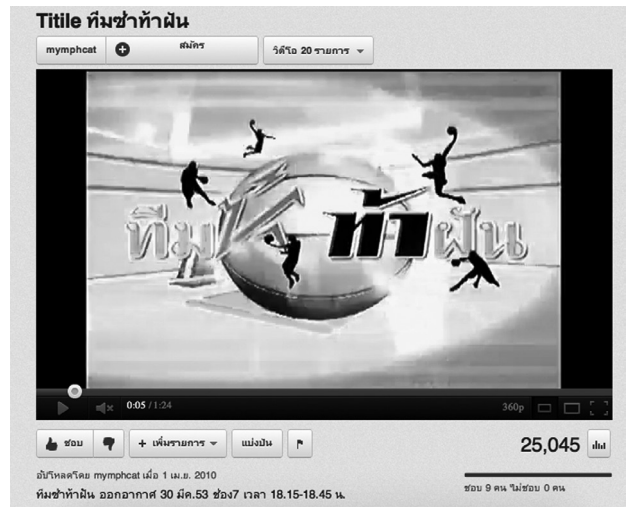 Titile ทีมซ่าท้าฝัน
mymphcat สมัคร วิดีโอ 20 รายการ
ทีมซ่า ท้าฝัน
0:05 / 1:24 360p
ชอบ + เพิ่มรายการ แบ่งปัน 25,045
อัปโหลดโดย mymphcat เมื่อ 1 เม.ย. 2010
ชอบ 9 คน ไม่ชอบ 0 คน
ทีมซ่าท้าฝัน ออกอากาศ 30 มีค.53 ช่อง7 เวลา 18.15-18.45 น.